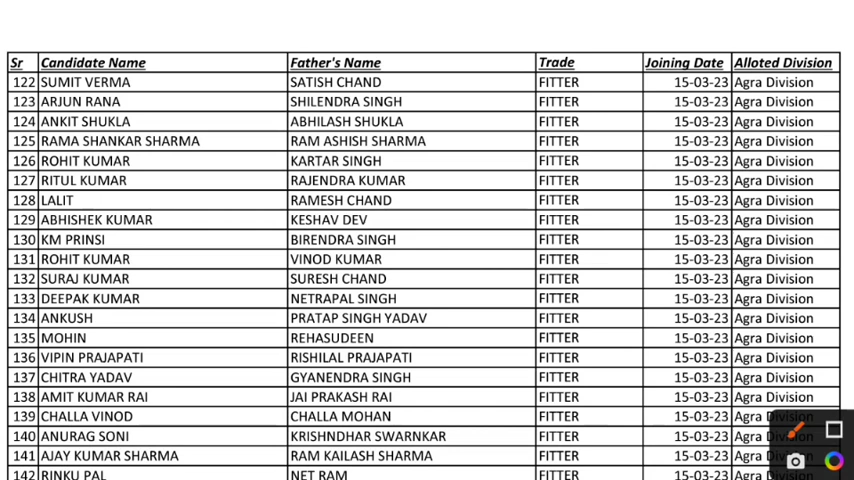 Sr Candidate Name Father's Name Trade Joining Date Alloted Division
122 SUMIT VERMA SATISH CHAND FITTER 15-03-23 Agra Division
123 ARJUN RANA SHILENDRA SINGH FITTER 15-03-23 Agra Division
124 ANKIT SHUKLA ABHILASH SHUKLA FITTER 15-03-23 Agra Division
125 RAMA SHANKAR SHARMA RAM ASHISH SHARMA FITTER 15-03-23 Agra Division
126 ROHIT KUMAR KARTAR SINGH FITTER 15-03-23 Agra Division
127 RITUL KUMAR RAJENDRA KUMAR FITTER 15-03-23 Agra Division
128 LALIT RAMESH CHAND FITTER 15-03-23 Agra Division
129 ABHISHEK KUMAR KESHAV DEV FITTER 15-03-23 Agra Division
130 KM PRINSI BIRENDRA SINGH FITTER 15-03-23 Agra Division
131 ROHIT KUMAR VINOD KUMAR FITTER 15-03-23 Agra Division
132 SURAJ KUMAR SURESH CHAND FITTER 15-03-23 Agra Division
133 DEEPAK KUMAR NETRAPAL SINGH FITTER 15-03-23 Agra Division
134 ANKUSH PRATAP SINGH YADAV FITTER 15-03-23 Agra Division
135 MOHIN REHASUDEEN FITTER 15-03-23 Agra Division
136 VIPIN PRAJAPATI RISHILAL PRAJAPATI FITTER 15-03-23 Agra Division
137 CHITRA YADAV GYANENDRA SINGH FITTER 15-03-23 Agra Division
138 AMIT KUMAR RAI JAI PRAKASH RAI FITTER 15-03-23 Agra Division
139 CHALLA VINOD CHALLA MOHAN FITTER 15-03-23 Agra Division
140 ANURAG SONI KRISHNDHAR SWARNKAR FITTER 15-03-23 Agra
141 AJAY KUMAR SHARMA RAM KAILASH SHARMA FITTER 15-03-23 Agra
142 RINKU PAL NET RAM FITTER 15-03-23 Agra